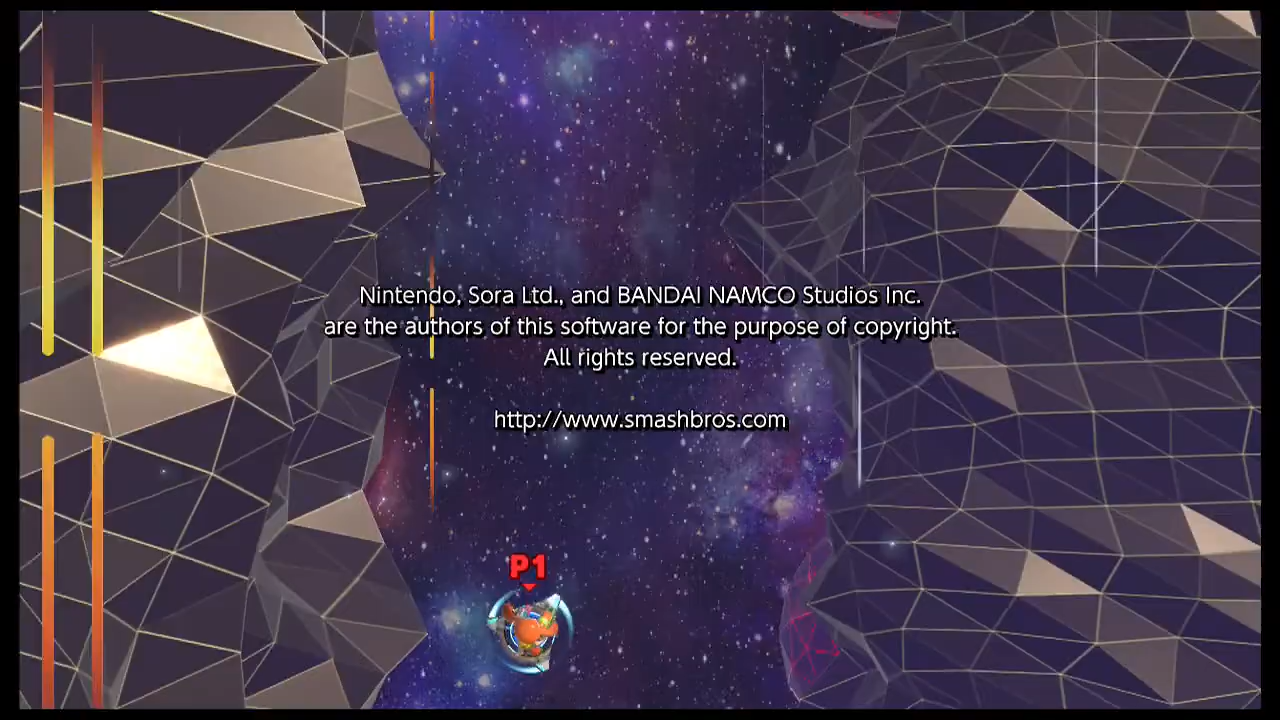 Nintendo, Sora Ltd., and BANDAI NAMCO Studios Inc.
are the authors of this software for the purpose of copyright.
All rights reserved.
http://www.smashbros.com
P1